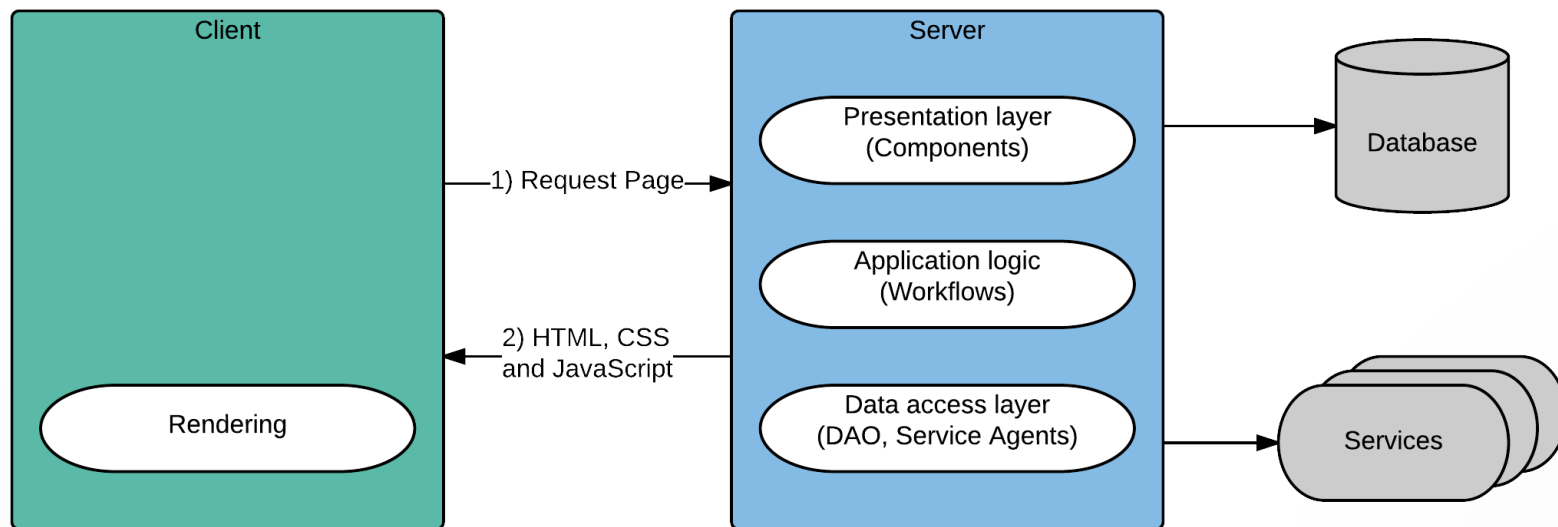 Client
Server
Presentation layer
(Components)
Database
1) Request Page
Application logic
(Workflows)
2) HTML, CSS
and JavaScript
Rendering
Data access layer
(DAO, Service Agents)
Services